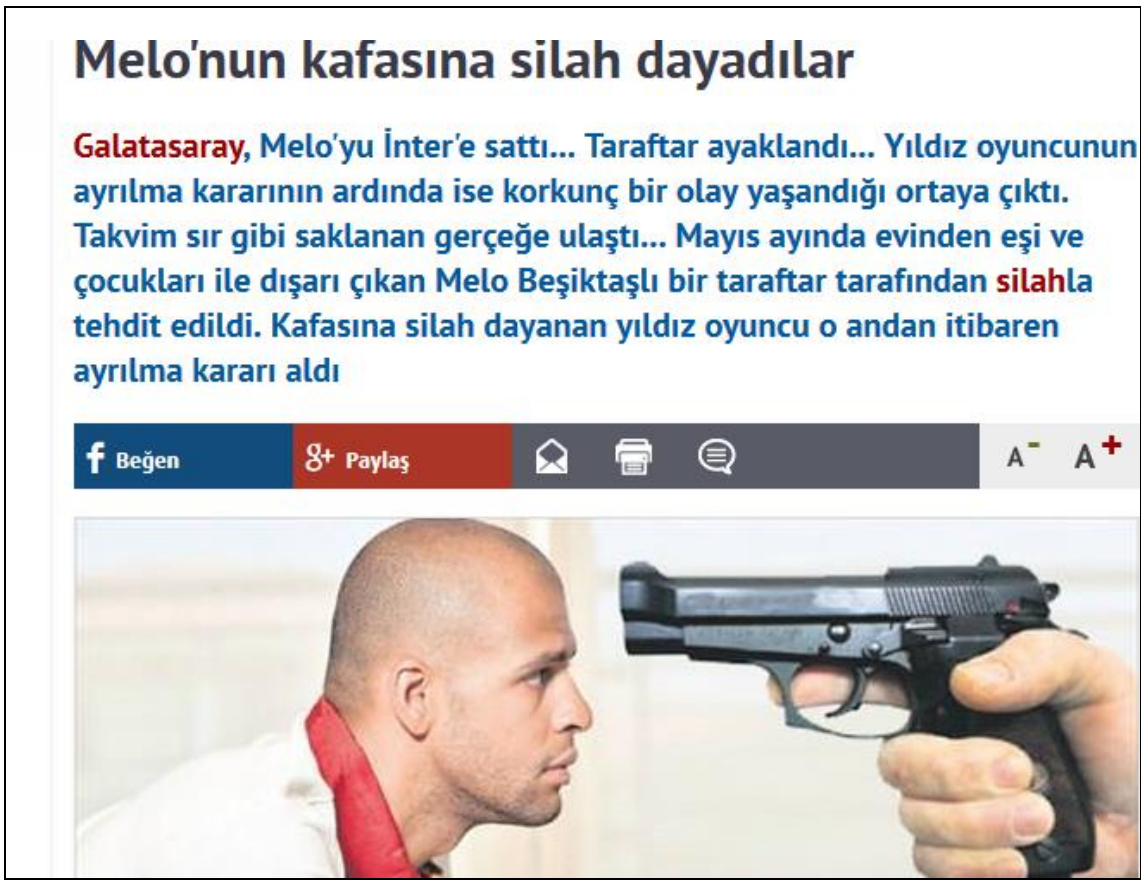 Melo'nun kafasına silah dayadılar
Galatasaray, Melo'yu İnter'e sattı... Taraftar ayaklandı... Yıldız oyuncunun
ayrılma kararının ardında ise korkunç bir olay yaşandığı ortaya çıktı.
Takvim sır gibi saklanan gerçeğe ulaştı... Mayıs ayında evinden eşi ve
çocukları ile dışarı çıkan Melo Beşiktaşlı bir taraftar tarafından silahla
tehdit edildi. Kafasına silah dayanan yıldız oyuncu o andan itibaren
ayrılma kararı aldı
f Beğen 8+ Paylaş A- A+